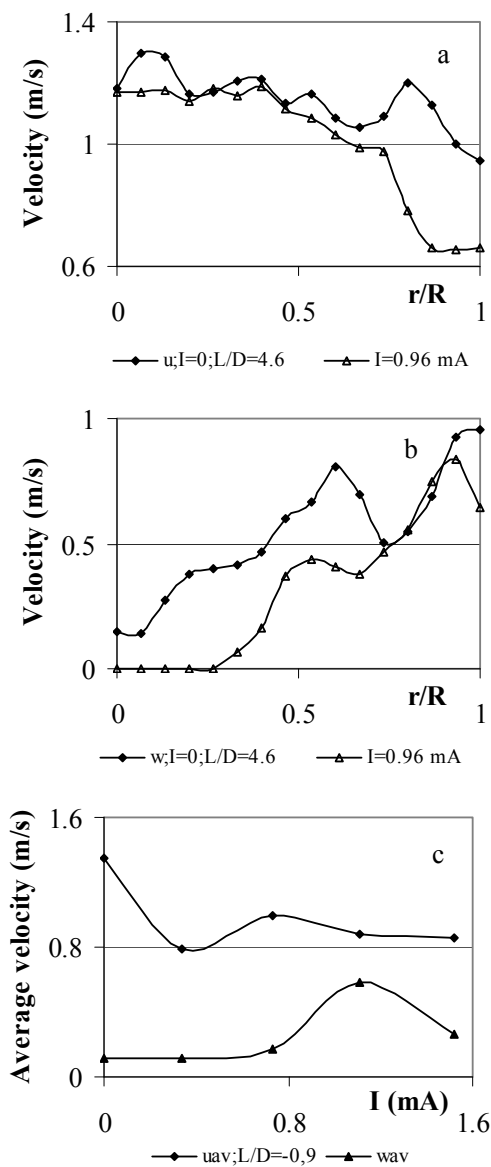 1.4
a
Velocity (m/s)
1
0.6
0 0.5 1
r/R
u;I=0;L/D=4.6 I=0.96 mA
1
b
Velocity (m/s)
0.5
0
0 0.5 1
r/R
w;I=0;L/D=4.6 I=0.96 mA
1.6
c
Average velocity (m/s)
0.8
0
0 0.8 1.6
I (mA)
uav;L/D=-0,9 wav